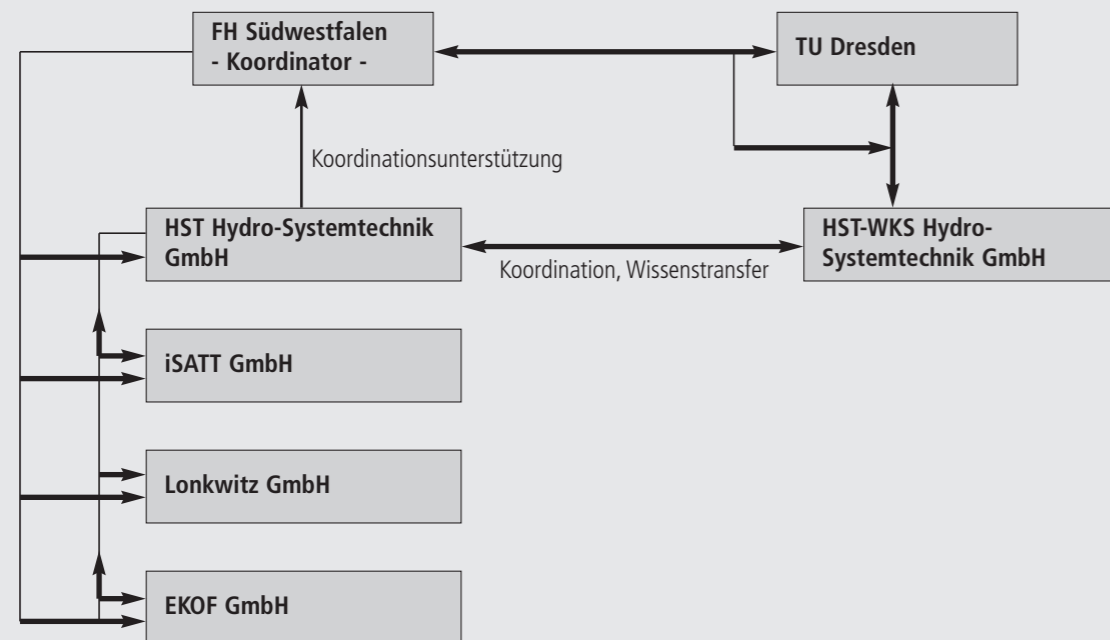 FH Südwestfalen
- Koordinator -
TU Dresden
Koordinationsunterstützung
HST Hydro-Systemtechnik
GmbH
HST-WKS Hydro-
Systemtechnik GmbH
Koordination, Wissenstransfer
iSATT GmbH
Lonkwitz GmbH
EKOF GmbH